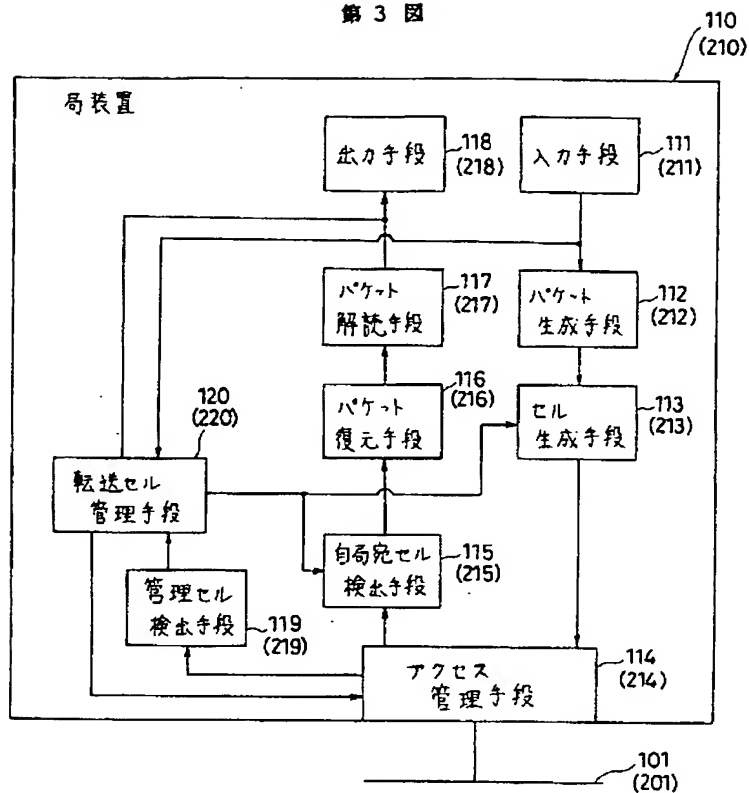 第 3 図
110
(210)
局装置
出力手段
118
(218)
入力手段
111
(211)
パケット
解読手段
117
(217)
パケット
生成手段
112
(212)
パケット
復元手段
116
(216)
セル
生成手段
113
(213)
120
(220)
転送セル
管理手段
自局宛セル
検出手段
115
(215)
管理セル
検出手段
119
(219)
アクセス
管理手段
114
(214)
101
(201)